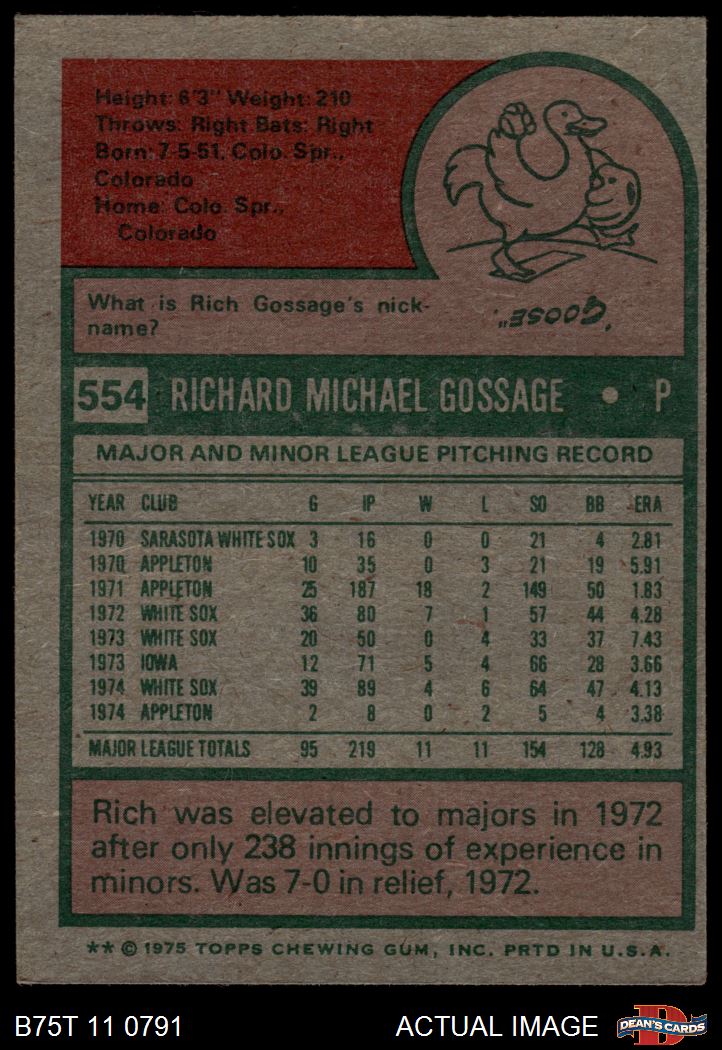 Height: 6'3" Weight: 210
Throws: Right Bats: Right
Born: 7-5-51, Colo. Spr.,
Colorado
Home: Colo. Spr.,
Colorado
What is Rich Gossage's nick-
name?
"GOOSE."
554 RICHARD MICHAEL GOSSAGE • P
MAJOR AND MINOR LEAGUE PITCHING RECORD
YEAR CLUB G IP W L SO BB ERA
1970 SARASOTA WHITE SOX 3 16 0 0 21 4 2.81
1970 APPLETON 10 35 0 3 21 19 5.91
1971 APPLETON 25 187 18 2 149 50 1.83
1972 WHITE SOX 36 80 7 1 57 44 4.28
1973 WHITE SOX 20 50 0 4 33 37 7.43
1973 IOWA 12 71 5 4 66 28 3.66
1974 WHITE SOX 39 89 4 6 64 47 4.13
1974 APPLETON 2 8 0 2 5 4 3.38
MAJOR LEAGUE TOTALS 95 219 11 11 154 128 4.93
Rich was elevated to majors in 1972
after only 238 innings of experience in
minors. Was 7-0 in relief, 1972.
** © 1975 TOPPS CHEWING GUM, INC. PRTD IN U.S.A.
B75T 11 0791 ACTUAL IMAGE D DEAN'S CARDS